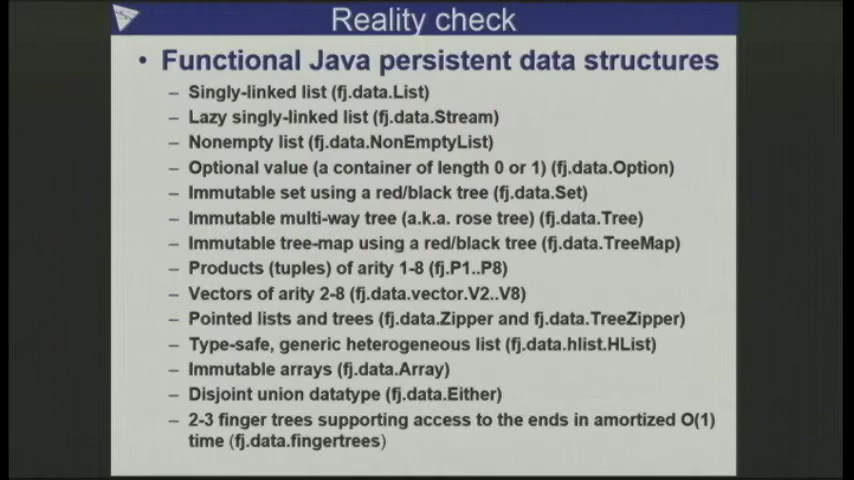 Reality check
• Functional Java persistent data structures
– Singly-linked list (fj.data.List)
– Lazy singly-linked list (fj.data.Stream)
– Nonempty list (fj.data.NonEmptyList)
– Optional value (a container of length 0 or 1) (fj.data.Option)
– Immutable set using a red/black tree (fj.data.Set)
– Immutable multi-way tree (a.k.a. rose tree) (fj.data.Tree)
– Immutable tree-map using a red/black tree (fj.data.TreeMap)
– Products (tuples) of arity 1-8 (fj.P1..P8)
– Vectors of arity 2-8 (fj.data.vector.V2..V8)
– Pointed lists and trees (fj.data.Zipper and fj.data.TreeZipper)
– Type-safe, generic heterogeneous list (fj.data.hlist.HList)
– Immutable arrays (fj.data.Array)
– Disjoint union datatype (fj.data.Either)
– 2-3 finger trees supporting access to the ends in amortized O(1)
time (fj.data.fingertrees)